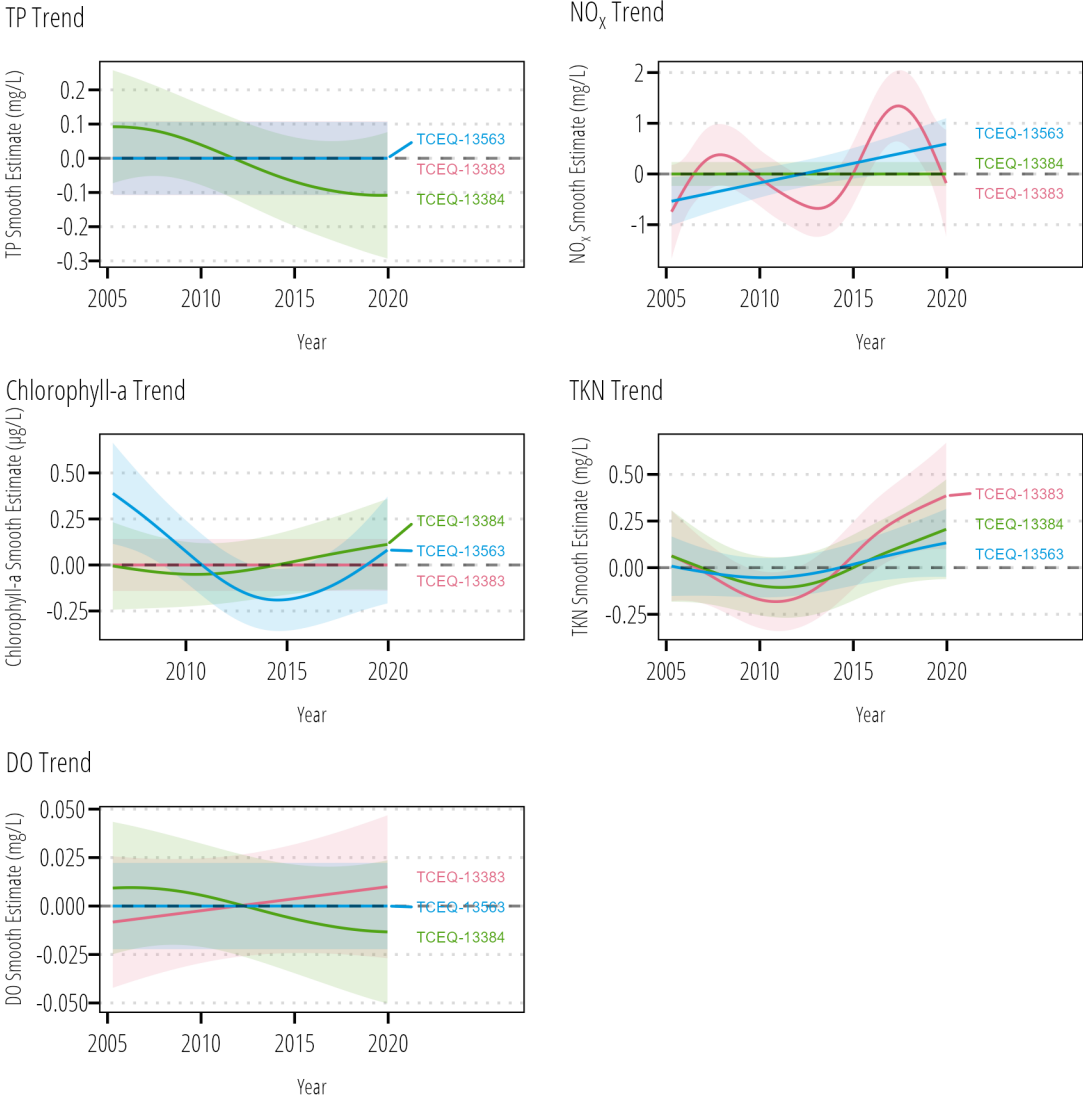 TP Trend
TP Smooth Estimate (mg/L)
0.2
0.1
0.0
-0.1
-0.2
-0.3
TCEQ-13563
TCEQ-13383
TCEQ-13384
2005 2010 2015 2020
Year
NOx Trend
NOx Smooth Estimate (mg/L)
2
1
0
-1
TCEQ-13563
TCEQ-13384
TCEQ-13383
2005 2010 2015 2020
Year
Chlorophyll-a Trend
Chlorophyll-a Smooth Estimate (µg/L)
0.50
0.25
0.00
-0.25
TCEQ-13384
TCEQ-13563
TCEQ-13383
2010 2015 2020
Year
TKN Trend
TKN Smooth Estimate (mg/L)
0.50
0.25
0.00
-0.25
TCEQ-13383
TCEQ-13384
TCEQ-13563
2005 2010 2015 2020
Year
DO Trend
DO Smooth Estimate (mg/L)
0.050
0.025
0.000
-0.025
-0.050
TCEQ-13383
TCEQ-13563
TCEQ-13384
2005 2010 2015 2020
Year